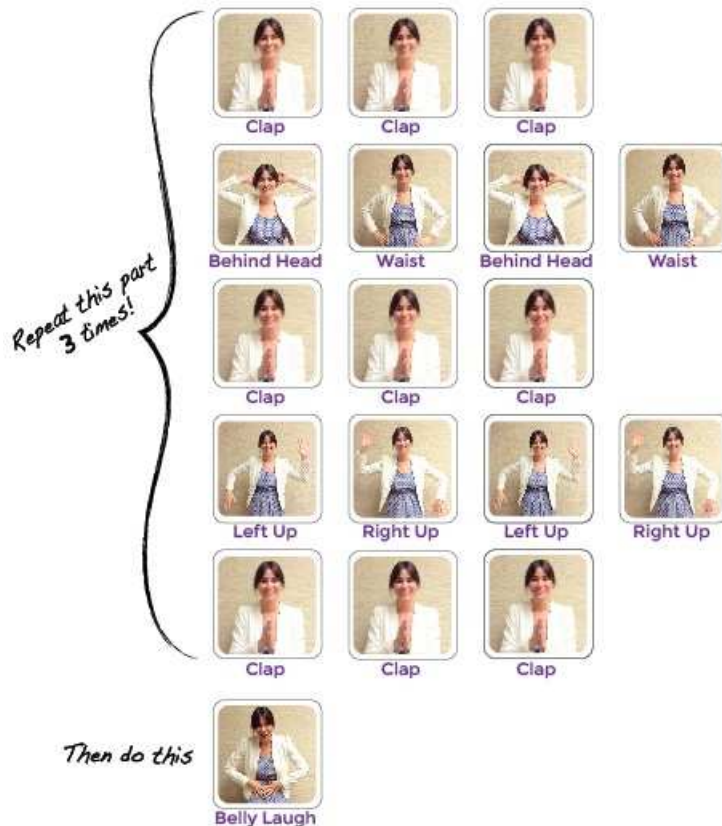 Clap Clap Clap
Behind Head Waist Behind Head Waist
Repeat this part
3 times!
Clap Clap Clap
Left Up Right Up Left Up Right Up
Clap Clap Clap
Then do this
Belly Laugh